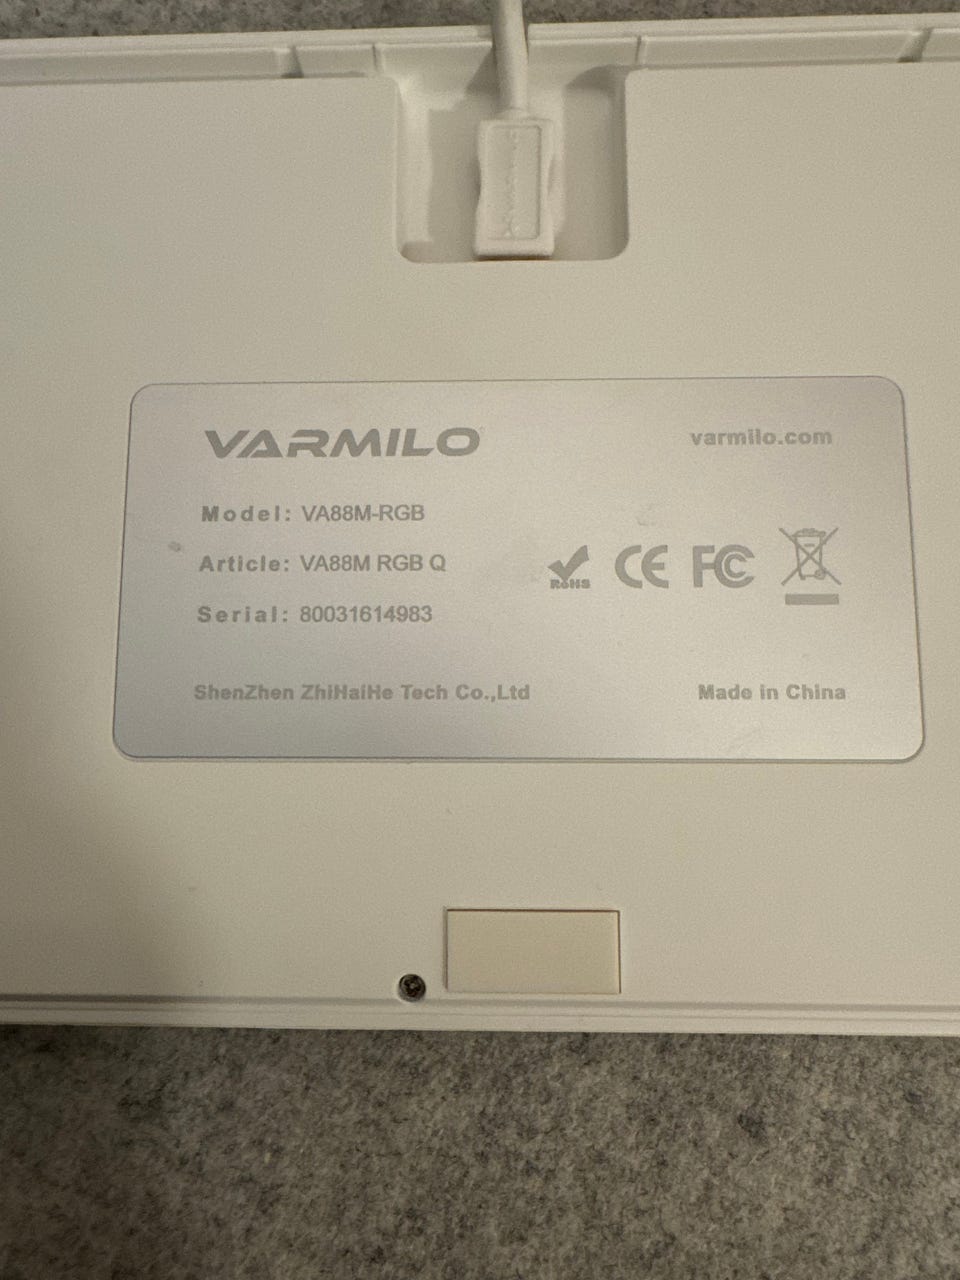 VARMILO
varmilo.com
Model: VA88M-RGB
Article: VA88M RGB Q
RoHS CE FC
Serial: 80031614983
ShenZhen ZhiHaiHe Tech Co.,Ltd
Made in China